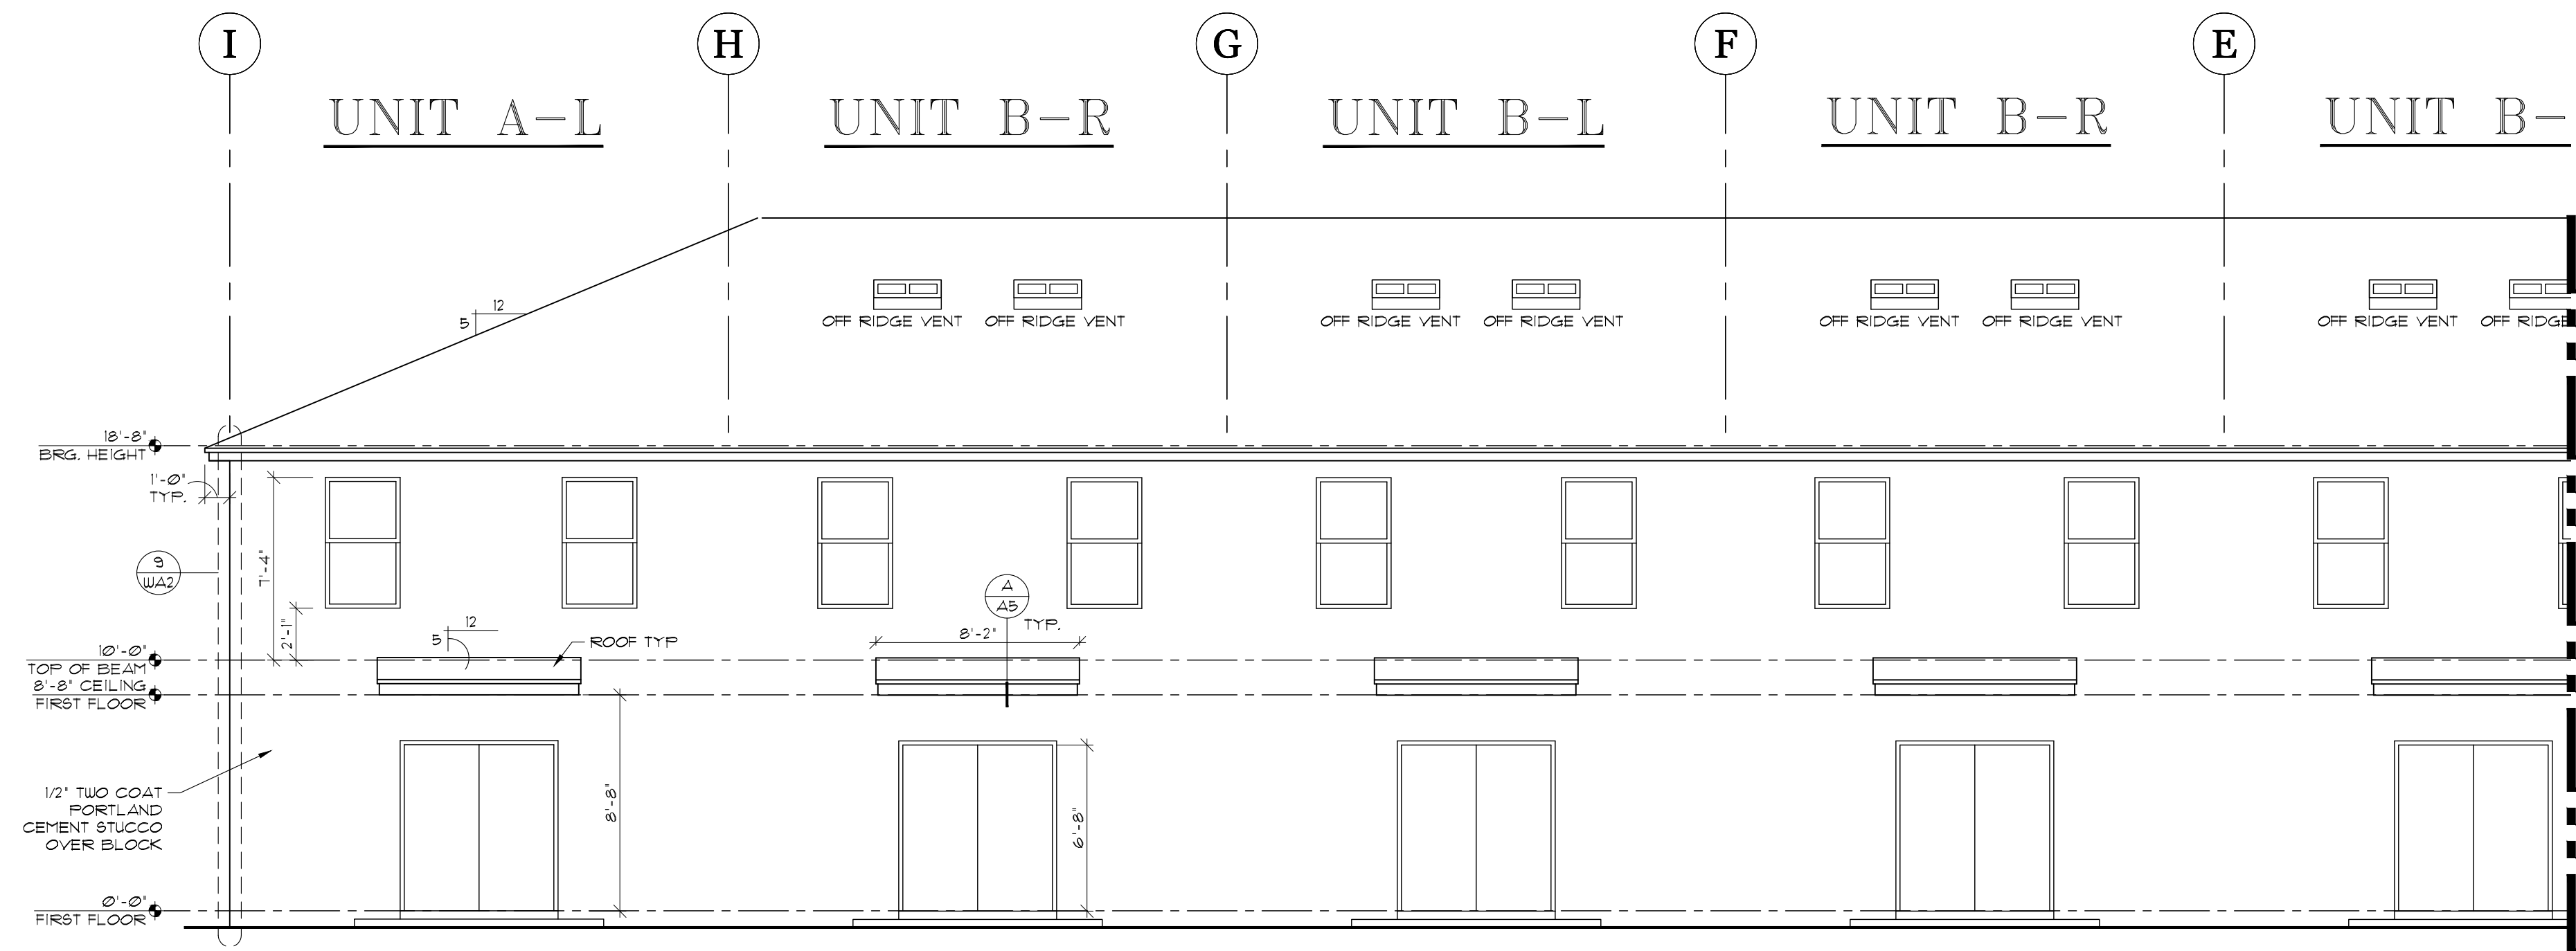 I H G F E
UNIT A-L UNIT B-R UNIT B-L UNIT B-R UNIT B-
12
5
OFF RIDGE VENT OFF RIDGE VENT OFF RIDGE VENT OFF RIDGE VENT OFF RIDGE VENT OFF RIDGE VENT OFF RIDGE VENT OFF RIDGE
18'-8"
BRG. HEIGHT
1'-0"
TYP.
7'-4"
9
WA2
2'-1"
12
5
ROOF TYP
A
A5
TYP.
8'-2"
10'-0"
TOP OF BEAM
8'-8" CEILING
FIRST FLOOR
8'-8"
6'-8"
1/2" TWO COAT
PORTLAND
CEMENT STUCCO
OVER BLOCK
0'-0"
FIRST FLOOR